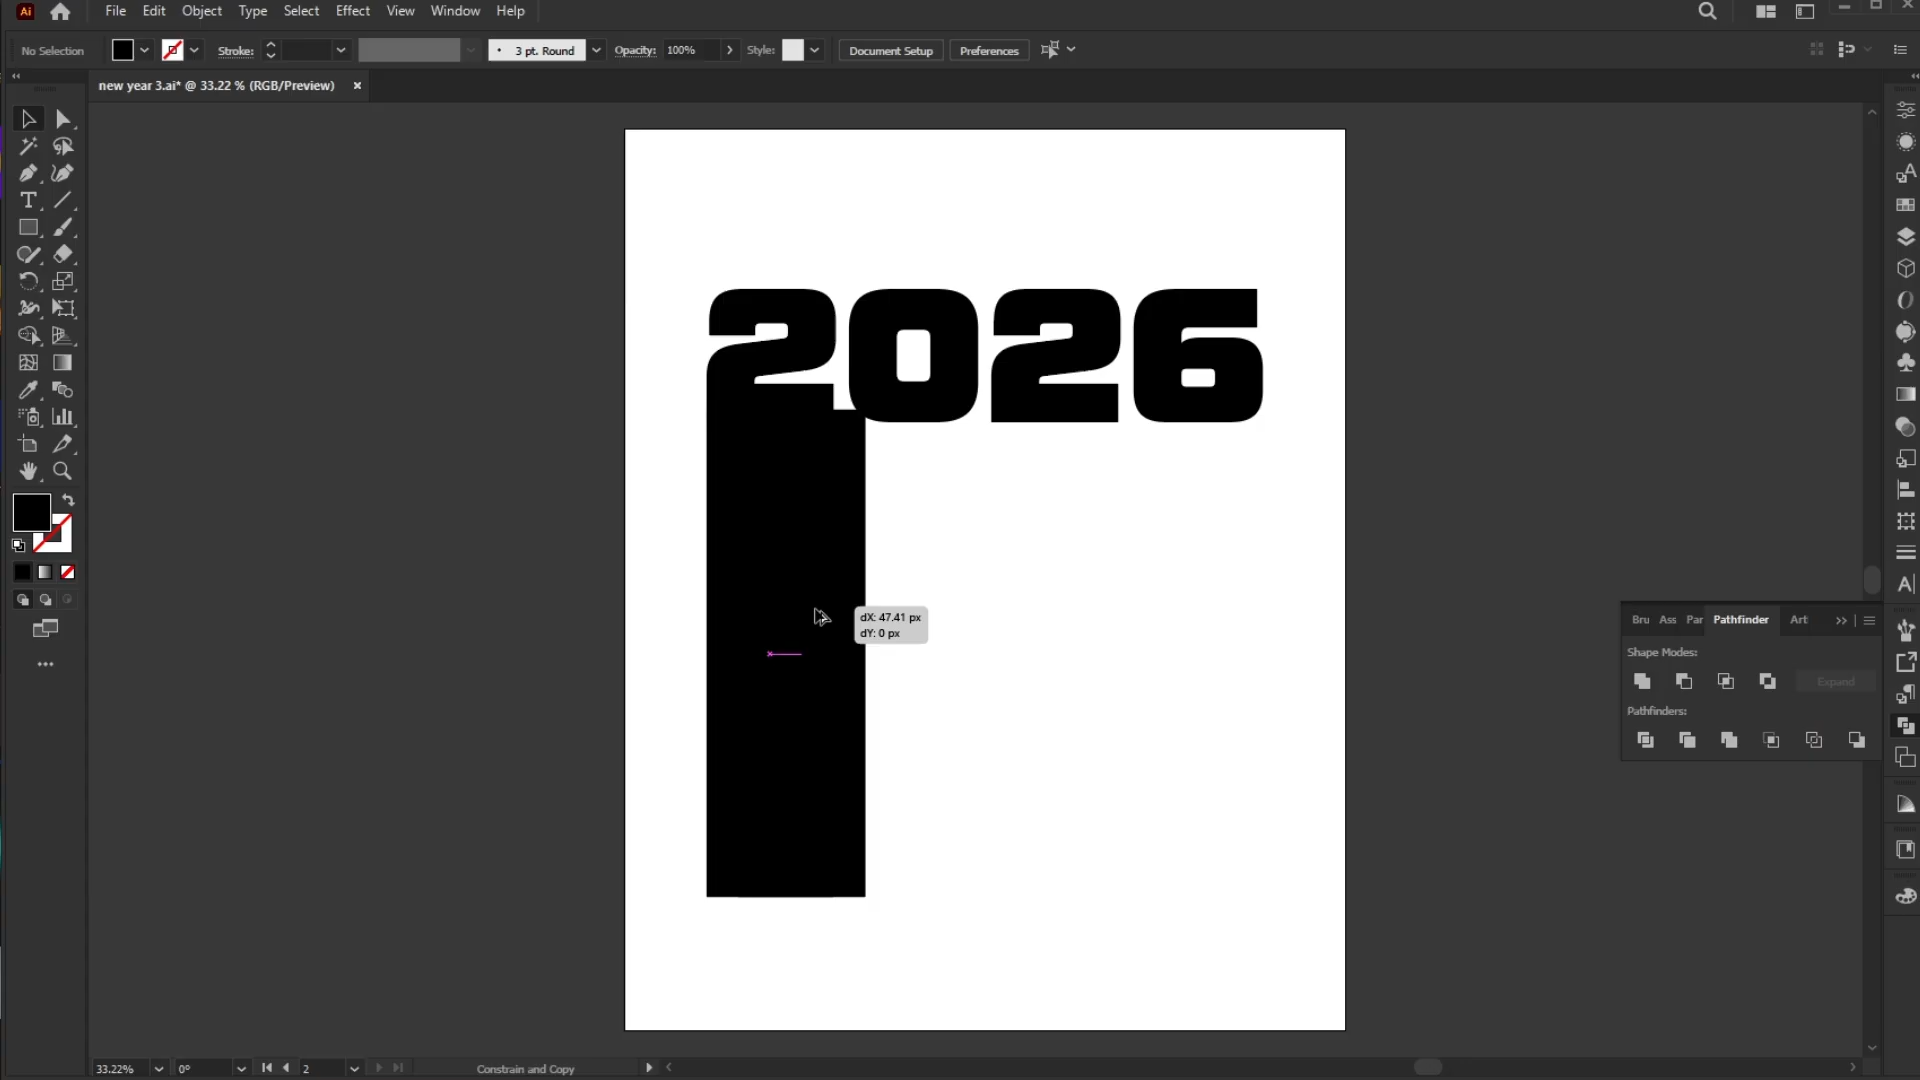 Ai File Edit Object Type Select Effect View Window Help
No Selection Stroke: 3 pt. Round Opacity: 100% Style: Document Setup Preferences
new year 3.ai* @ 33.22 % (RGB/Preview) ×
2026
dX: 47.41 px
dY: 0 px
Bru Ass Par Pathfinder Art
Shape Modes:
Expand
Pathfinders:
33.22% 0° 2 Constrain and Copy